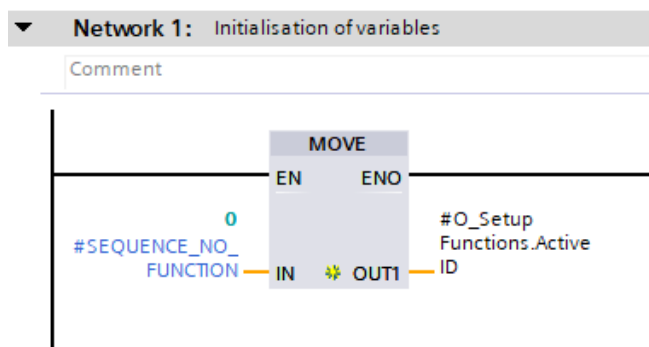 Network 1: Initialisation of variables
Comment
MOVE
EN ENO
0
#SEQUENCE_NO_
FUNCTION
IN OUT1
#O_Setup
Functions.Active
ID